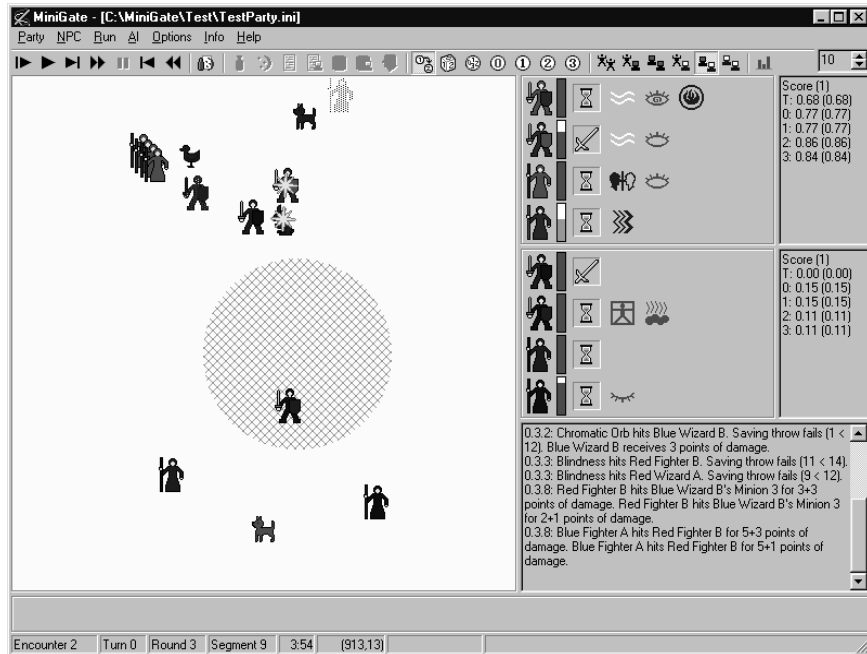 MiniGate - [C:\MiniGate\Test\TestParty.ini]
Party NPC Run AI Options Info Help
0 1 2 3 10
Score (1)
T: 0.68 (0.68)
0: 0.77 (0.77)
1: 0.77 (0.77)
2: 0.86 (0.86)
3: 0.84 (0.84)
Score (1)
T: 0.00 (0.00)
0: 0.15 (0.15)
1: 0.15 (0.15)
2: 0.11 (0.11)
3: 0.11 (0.11)
0.3.2: Chromatic Orb hits Blue Wizard B. Saving throw fails (1 <
12). Blue Wizard B receives 3 points of damage.
0.3.3: Blindness hits Red Fighter B. Saving throw fails (11 < 14).
0.3.3: Blindness hits Red Wizard A. Saving throw fails (9 < 12).
0.3.8: Red Fighter B hits Blue Wizard B's Minion 3 for 3+3
points of damage. Red Fighter B hits Blue Wizard B's Minion 3
for 2+1 points of damage.
0.3.8: Blue Fighter A hits Red Fighter B for 5+3 points of
damage. Blue Fighter A hits Red Fighter B for 5+1 points of
damage.
Encounter 2 Turn 0 Round 3 Segment 9 3:54 (913,13)